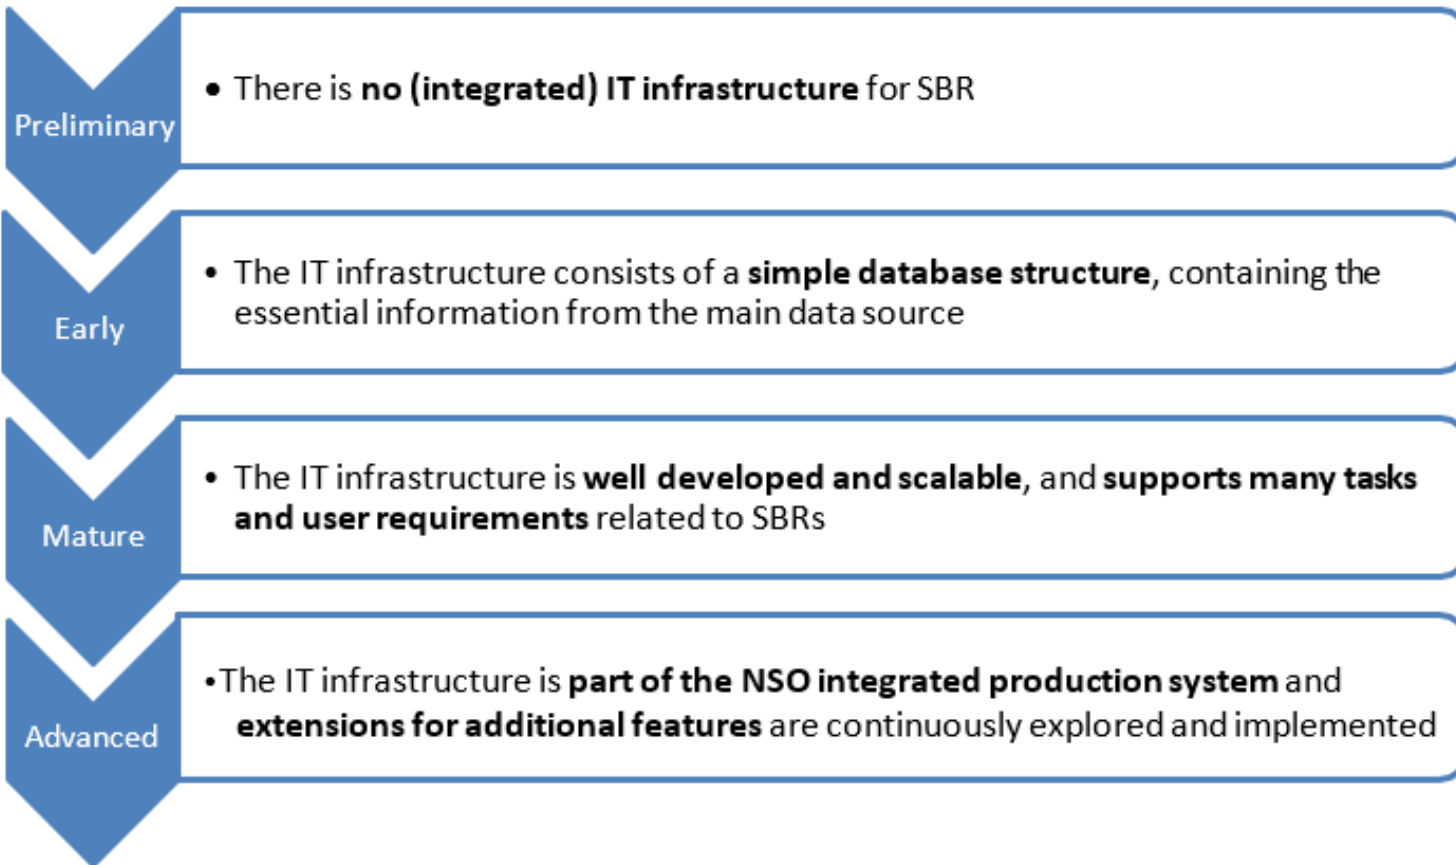 Preliminary
• There is no (integrated) IT infrastructure for SBR
Early
• The IT infrastructure consists of a simple database structure, containing the
essential information from the main data source
Mature
• The IT infrastructure is well developed and scalable, and supports many tasks
and user requirements related to SBRs
Advanced
•The IT infrastructure is part of the NSO integrated production system and
extensions for additional features are continuously explored and implemented